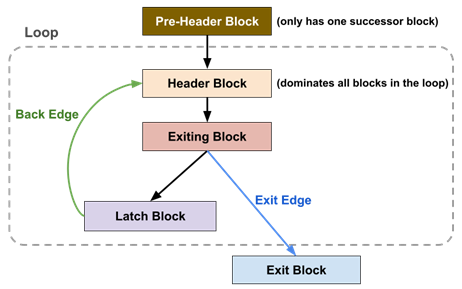 Pre-Header Block (only has one successor block)
Loop
Header Block (dominates all blocks in the loop)
Back Edge
Exiting Block
Exit Edge
Latch Block
Exit Block